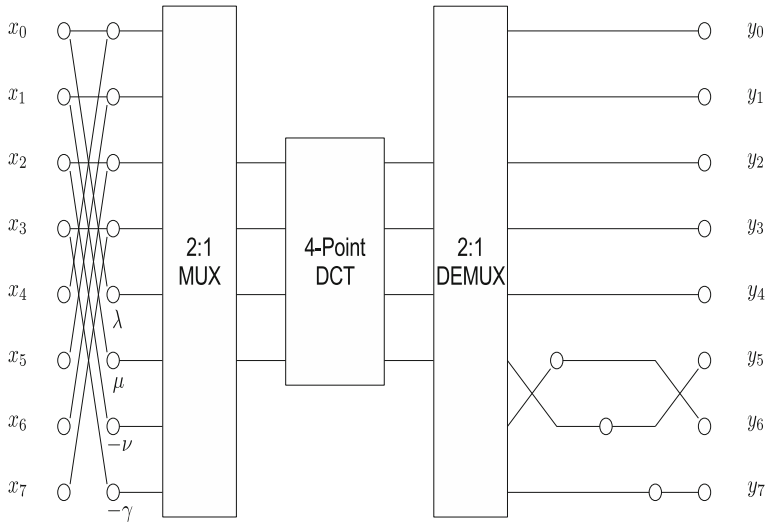 x₀
x₁
x₂
x₃
x₄
x₅
x₆
x₇
λ
μ
−ν
−γ
2:1
MUX
4-Point
DCT
2:1
DEMUX
y₀
y₁
y₂
y₃
y₄
y₅
y₆
y₇